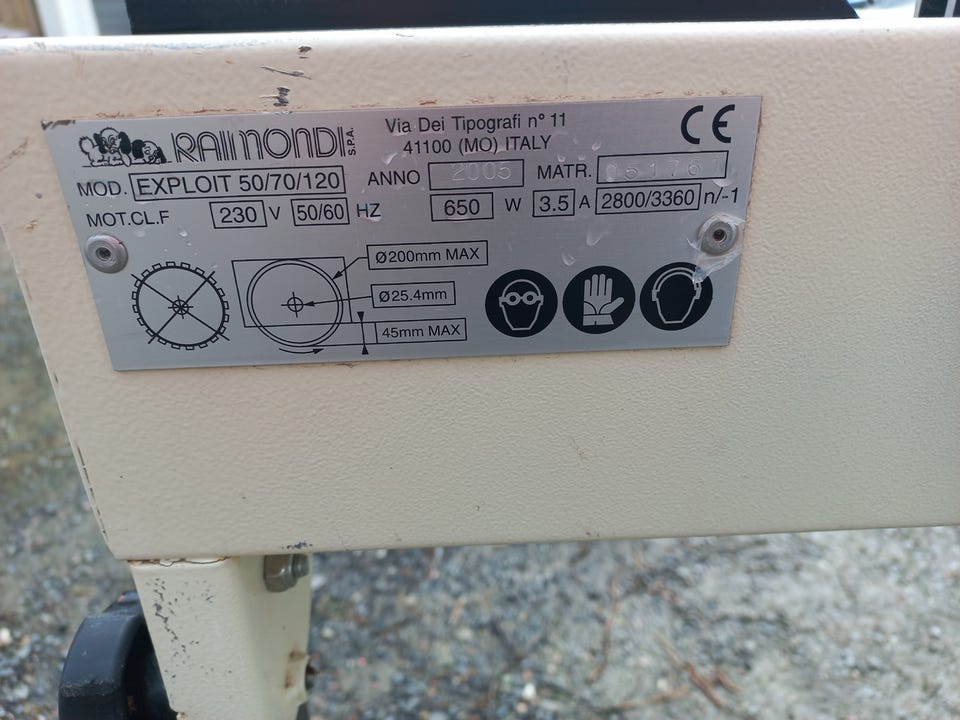 RAIMONDI S.P.A.
Via Dei Tipografi n° 11
41100 (MO) ITALY
CE
MOD. EXPLOIT 50/70/120 ANNO 2005 MATR.
MOT.CL.F 230 V 50/60 HZ 650 W 3.5 A 2800/3360 n/-1
Ø200mm MAX
Ø25.4mm
45mm MAX